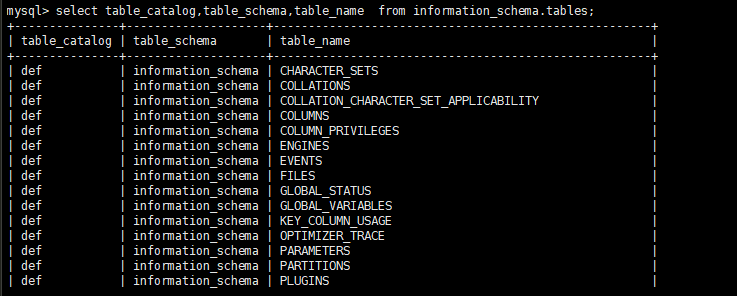 mysql> select table_catalog,table_schema,table_name  from information_schema.tables;
+---------------+--------------------+---------------------------------------------------+
| table_catalog | table_schema       | table_name                                        |
+---------------+--------------------+---------------------------------------------------+
| def           | information_schema | CHARACTER_SETS                                    |
| def           | information_schema | COLLATIONS                                        |
| def           | information_schema | COLLATION_CHARACTER_SET_APPLICABILITY             |
| def           | information_schema | COLUMNS                                           |
| def           | information_schema | COLUMN_PRIVILEGES                                 |
| def           | information_schema | ENGINES                                           |
| def           | information_schema | EVENTS                                            |
| def           | information_schema | FILES                                             |
| def           | information_schema | GLOBAL_STATUS                                     |
| def           | information_schema | GLOBAL_VARIABLES                                  |
| def           | information_schema | KEY_COLUMN_USAGE                                  |
| def           | information_schema | OPTIMIZER_TRACE                                   |
| def           | information_schema | PARAMETERS                                        |
| def           | information_schema | PARTITIONS                                        |
| def           | information_schema | PLUGINS                                           |